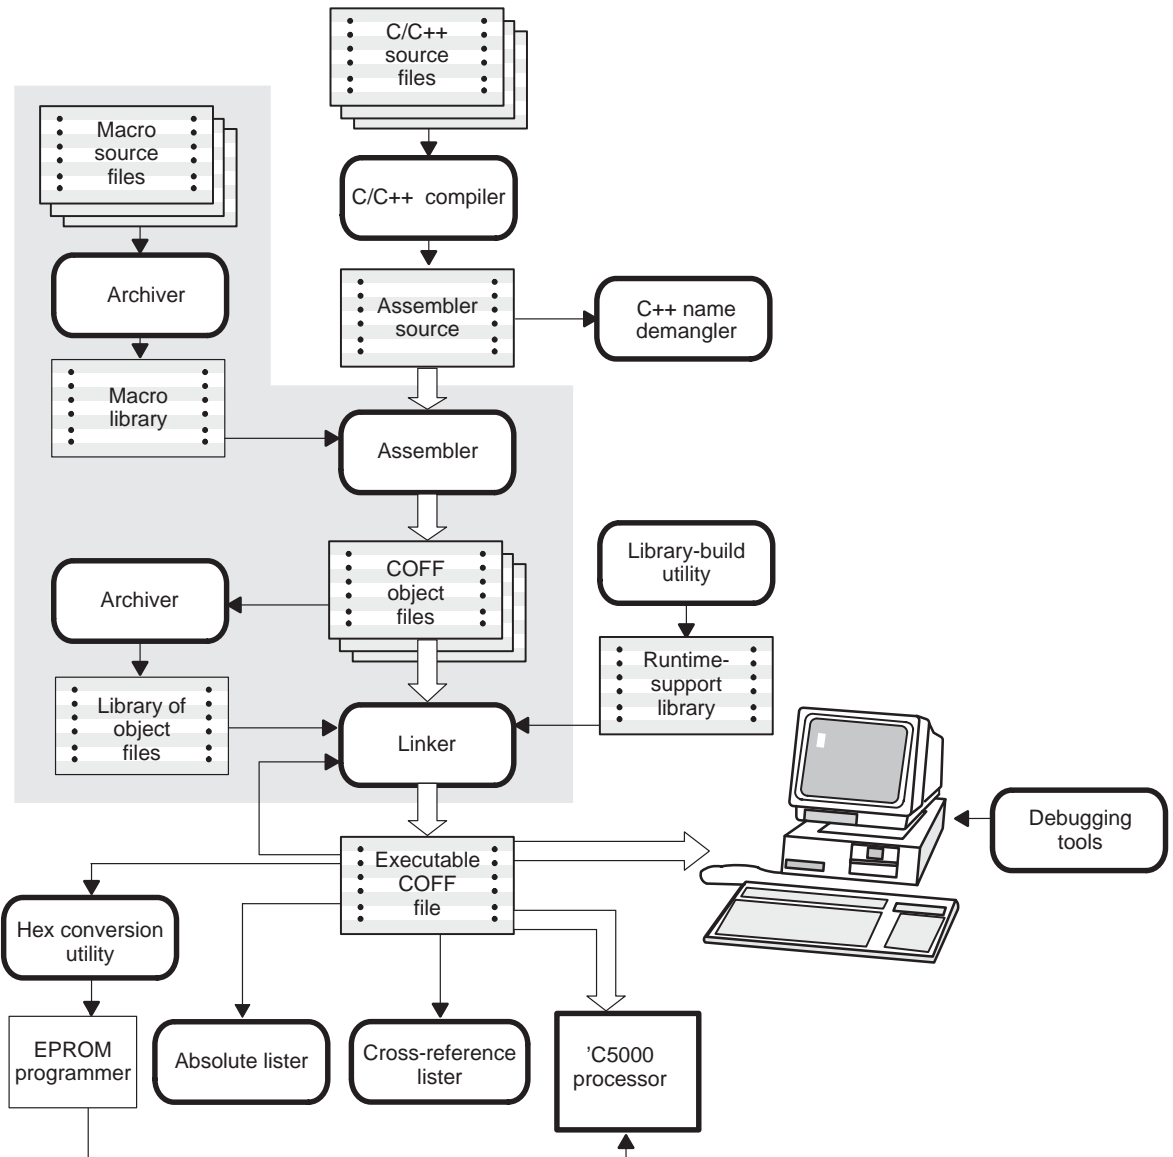 C/C++
source
files
Macro
source
files
C/C++ compiler
Archiver
Assembler
source
C++ name
demangler
Macro
library
Assembler
COFF
object
files
Library-build
utility
Archiver
Runtime-
support
library
Library of
object
files
Linker
Debugging
tools
Executable
COFF
file
Hex conversion
utility
EPROM
programmer
Absolute lister
Cross-reference
lister
’C5000
processor